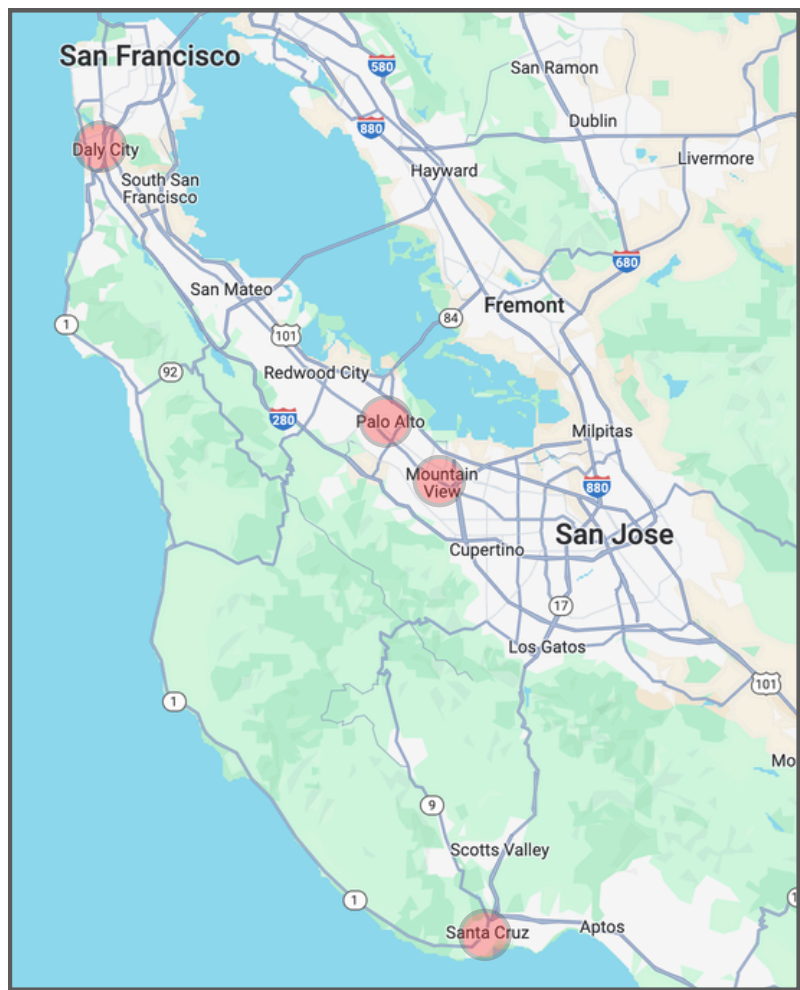 San Francisco
580
San Ramon
880
Dublin
Daly City
Livermore
Hayward
South San
Francisco
680
San Mateo
Fremont
84
1
101
92
Redwood City
280
Palo Alto
Milpitas
Mountain
View
880
San Jose
Cupertino
17
Los Gatos
101
1
Mo
9
Scotts Valley
1
1
Santa Cruz
Aptos